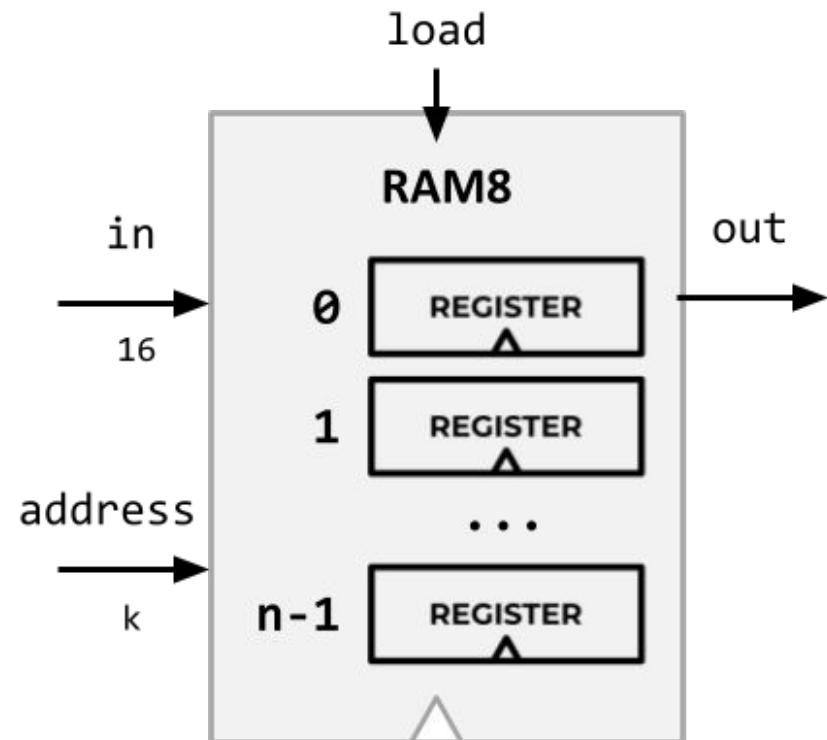 load
RAM8
in
16
out
0 REGISTER
1 REGISTER
...
address
k
n-1 REGISTER